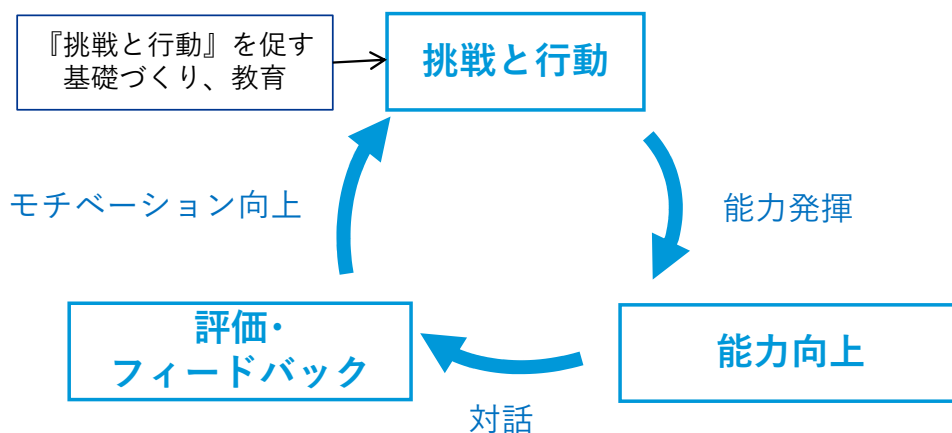 『挑戦と行動』を促す
基礎づくり、教育
挑戦と行動
モチベーション向上
能力発揮
評価・
フィードバック
能力向上
対話